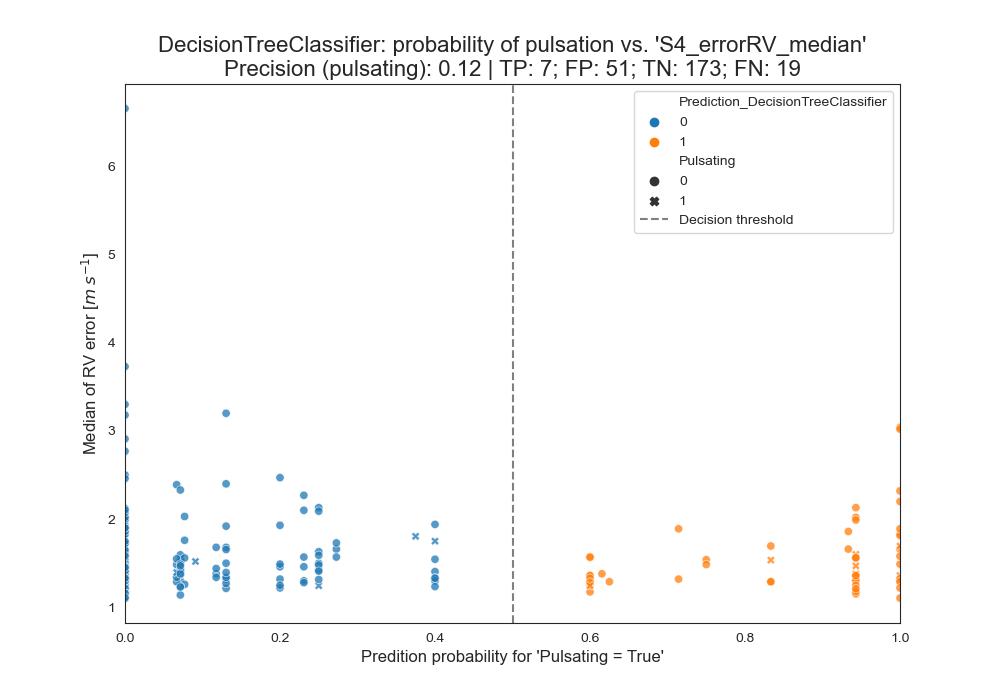 DecisionTreeClassifier: probability of pulsation vs. 'S4_errorRV_median'
Precision (pulsating): 0.12 | TP: 7; FP: 51; TN: 173; FN: 19
Prediction_DecisionTreeClassifier
0
1
Pulsating
0
1
Decision threshold
Median of RV error [m s⁻¹]
6
5
4
3
2
1
0.0 0.2 0.4 0.6 0.8 1.0
Predition probability for 'Pulsating = True'